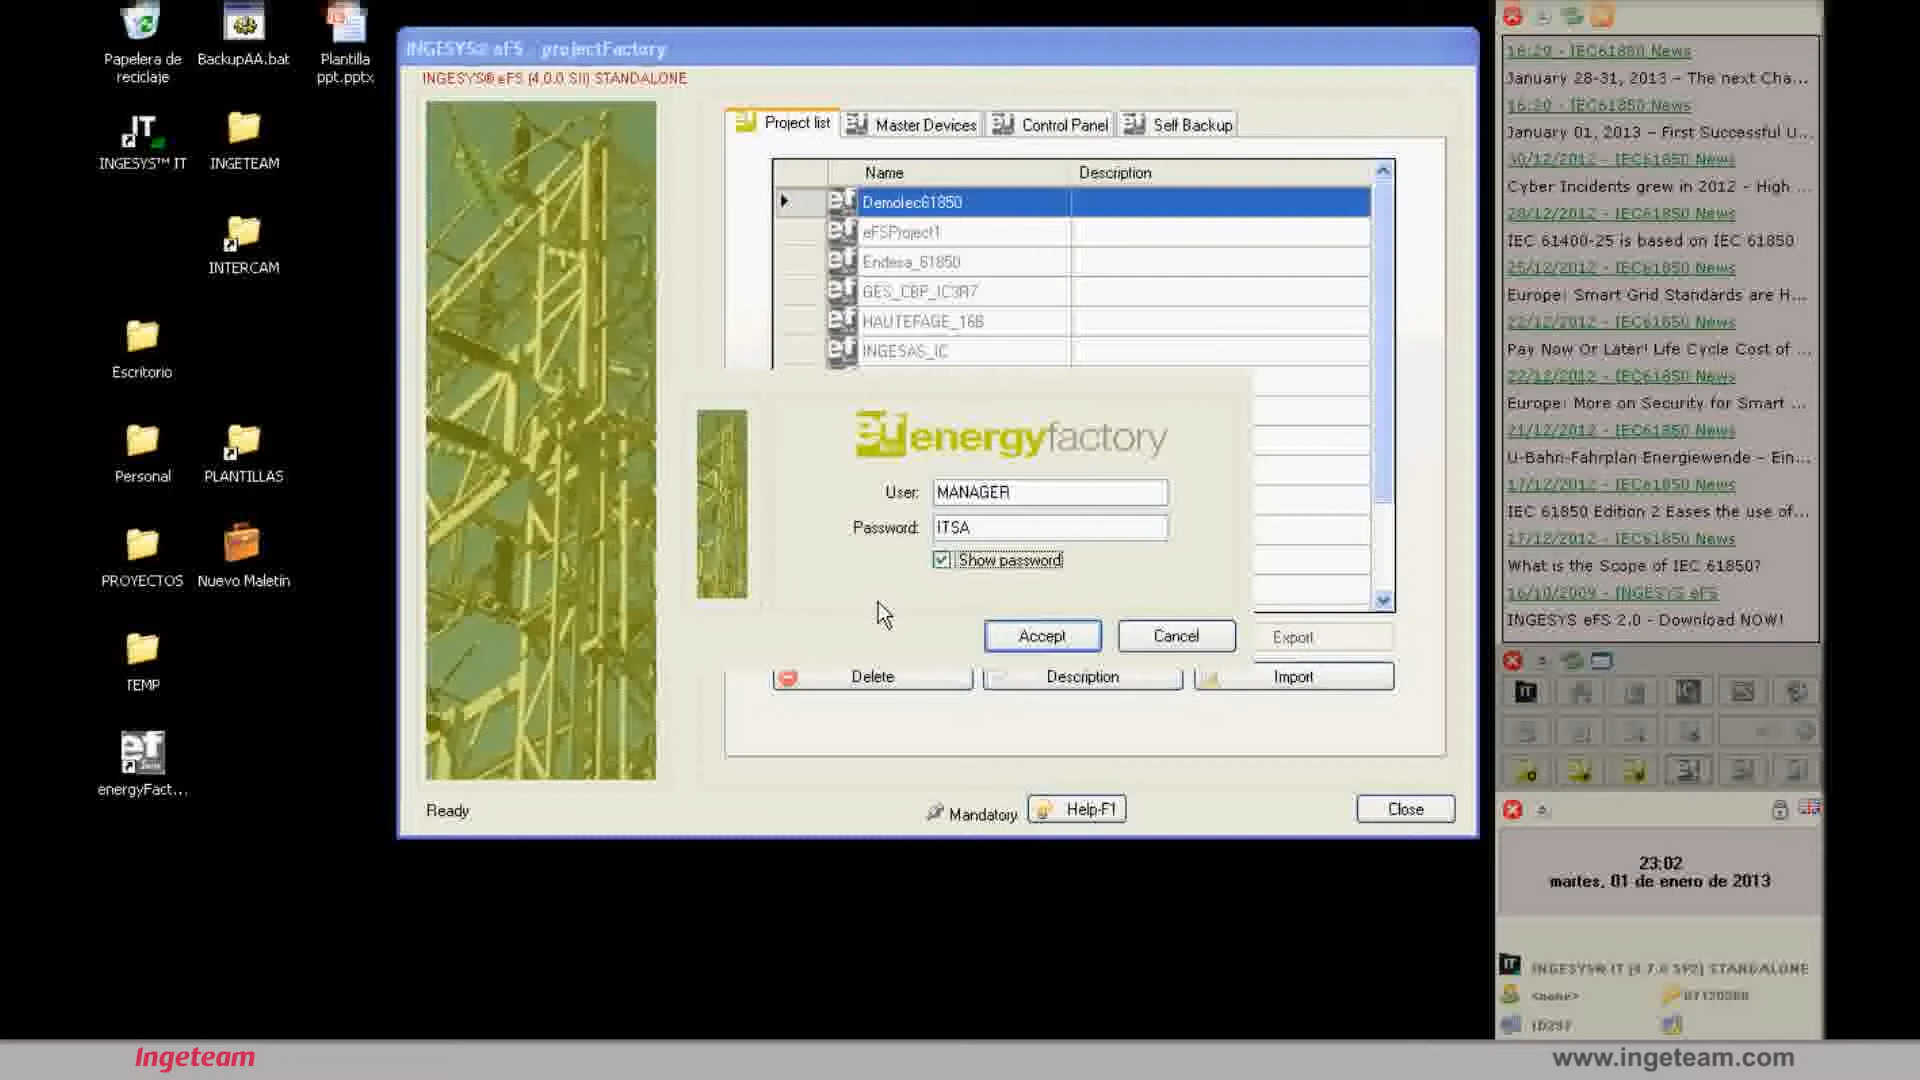 Papelera de
reciclaje
BackupAA.bat
Plantilla
ppt.pptx
INGESYS™ IT
INGETEAM
INTERCAM
Escritorio
Personal
PLANTILLAS
PROYECTOS
Nuevo Maletín
TEMP
energyFact...
INGESYS® eFS - projectFactory
INGESYS® eFS (4.0.0 SII) STANDALONE
Project list
Master Devices
Control Panel
Self Backup
Name
Description
DemoIec61850
eFSProject1
Endesa_61850
GES_CBP_IC3R7
HAUTEFAGE_16B
INGESAS_IC
energyfactory
User:
MANAGER
Password:
ITSA
Show password
Accept
Cancel
Export
Delete
Description
Import
Ready
Mandatory
Help-F1
Close
16:20 - IEC61850 News
January 28-31, 2013 - The next Cha...
16:20 - IEC61850 News
January 01, 2013 - First Successful U...
30/12/2012 - IEC61850 News
Cyber Incidents grew in 2012 - High ...
28/12/2012 - IEC61850 News
IEC 61400-25 is based on IEC 61850
25/12/2012 - IEC61850 News
Europe: Smart Grid Standards are H...
22/12/2012 - IEC61850 News
Pay Now Or Later! Life Cycle Cost of ...
22/12/2012 - IEC61850 News
Europe: More on Security for Smart ...
21/12/2012 - IEC61850 News
U-Bahn-Fahrplan Energiewende - Ein...
17/12/2012 - IEC61850 News
IEC 61850 Edition 2 Eases the use of...
17/12/2012 - IEC61850 News
What is the Scope of IEC 61850?
16/10/2009 - INGESYS eFS
INGESYS eFS 2.0 - Download NOW!
23:02
martes, 01 de enero de 2013
INGESYS® IT STANDALONE
Ingeteam
www.ingeteam.com